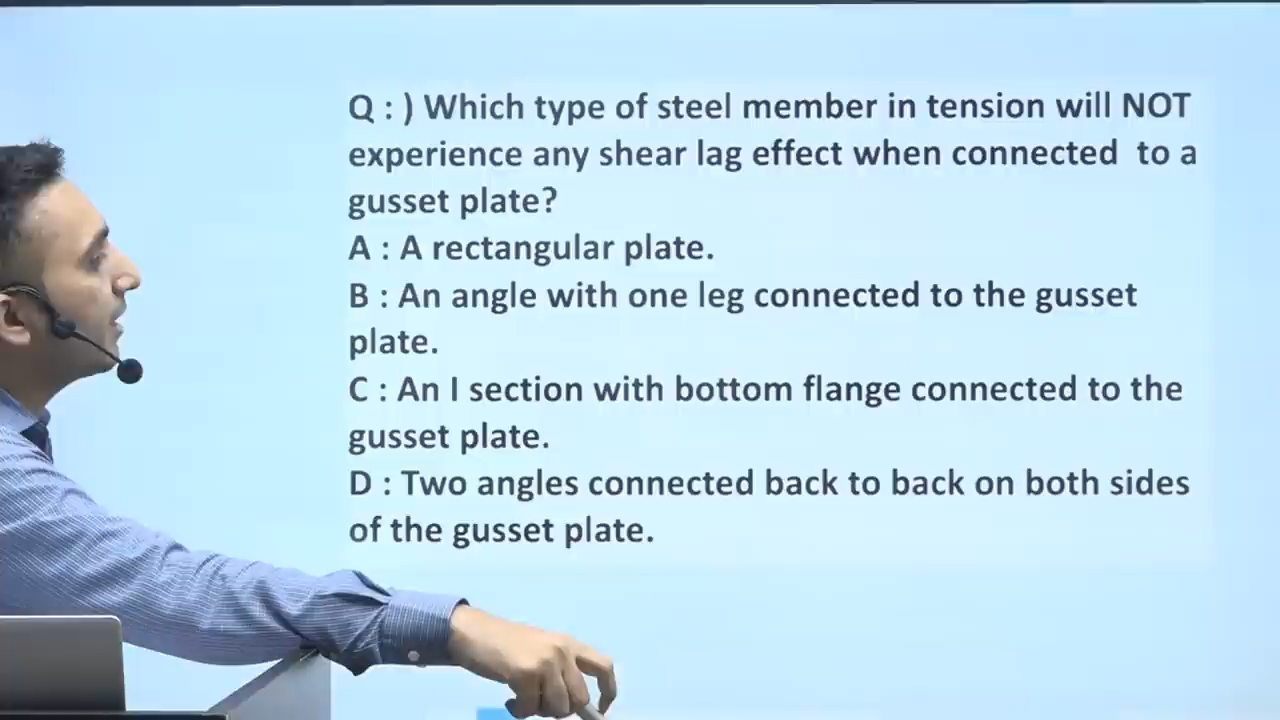 Q : ) Which type of steel member in tension will NOT
experience any shear lag effect when connected to a
gusset plate?
A : A rectangular plate.
B : An angle with one leg connected to the gusset
plate.
C : An I section with bottom flange connected to the
gusset plate.
D : Two angles connected back to back on both sides
of the gusset plate.